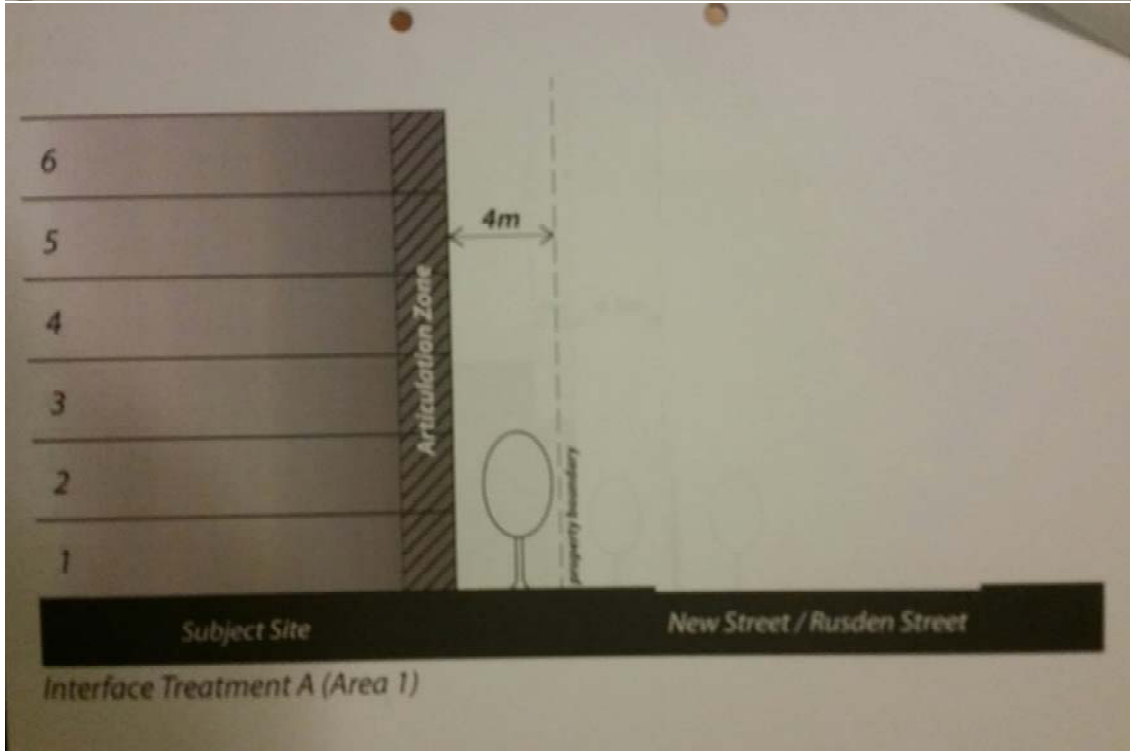 6
5
4m
4
Articulation Zone
3
2
property boundary
1
Subject Site
New Street / Rusden Street
Interface Treatment A (Area 1)